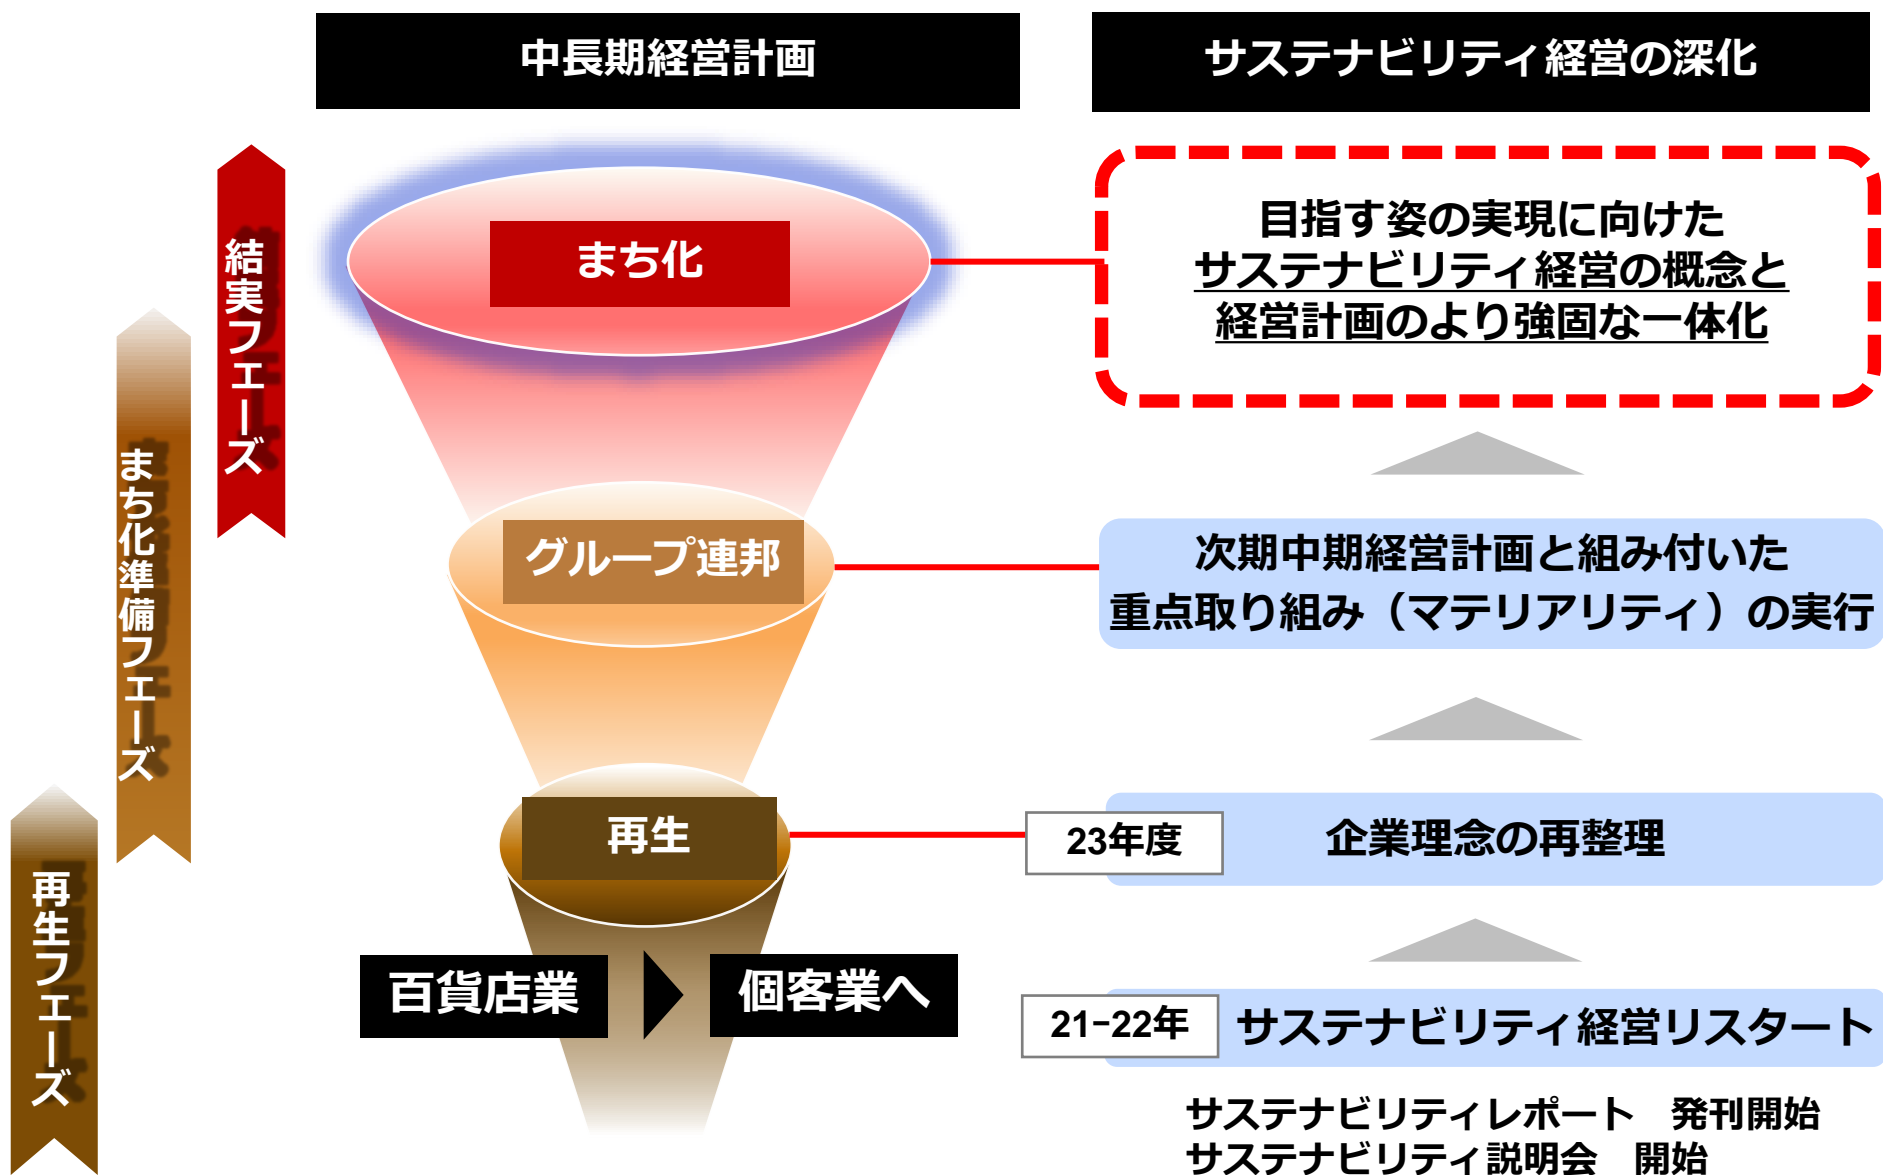 中長期経営計画
サステナビリティ経営の深化
結実フェーズ
まち化準備フェーズ
再生フェーズ
まち化
グループ連邦
再生
百貨店業
個客業へ
目指す姿の実現に向けた
サステナビリティ経営の概念と
経営計画のより強固な一体化
次期中期経営計画と組み付いた
重点取り組み（マテリアリティ）の実行
23年度
企業理念の再整理
21-22年
サステナビリティ経営リスタート
サステナビリティレポート　発刊開始
サステナビリティ説明会　開始